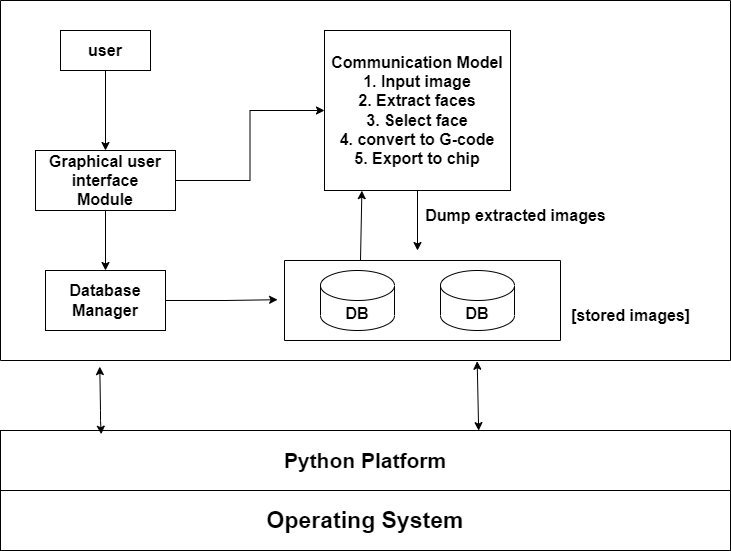 user
Communication Model
1. Input image
2. Extract faces
3. Select face
4. convert to G-code
5. Export to chip
Graphical user
interface
Module
Dump extracted images
Database
Manager
DB
DB
[stored images]
Python Platform
Operating System